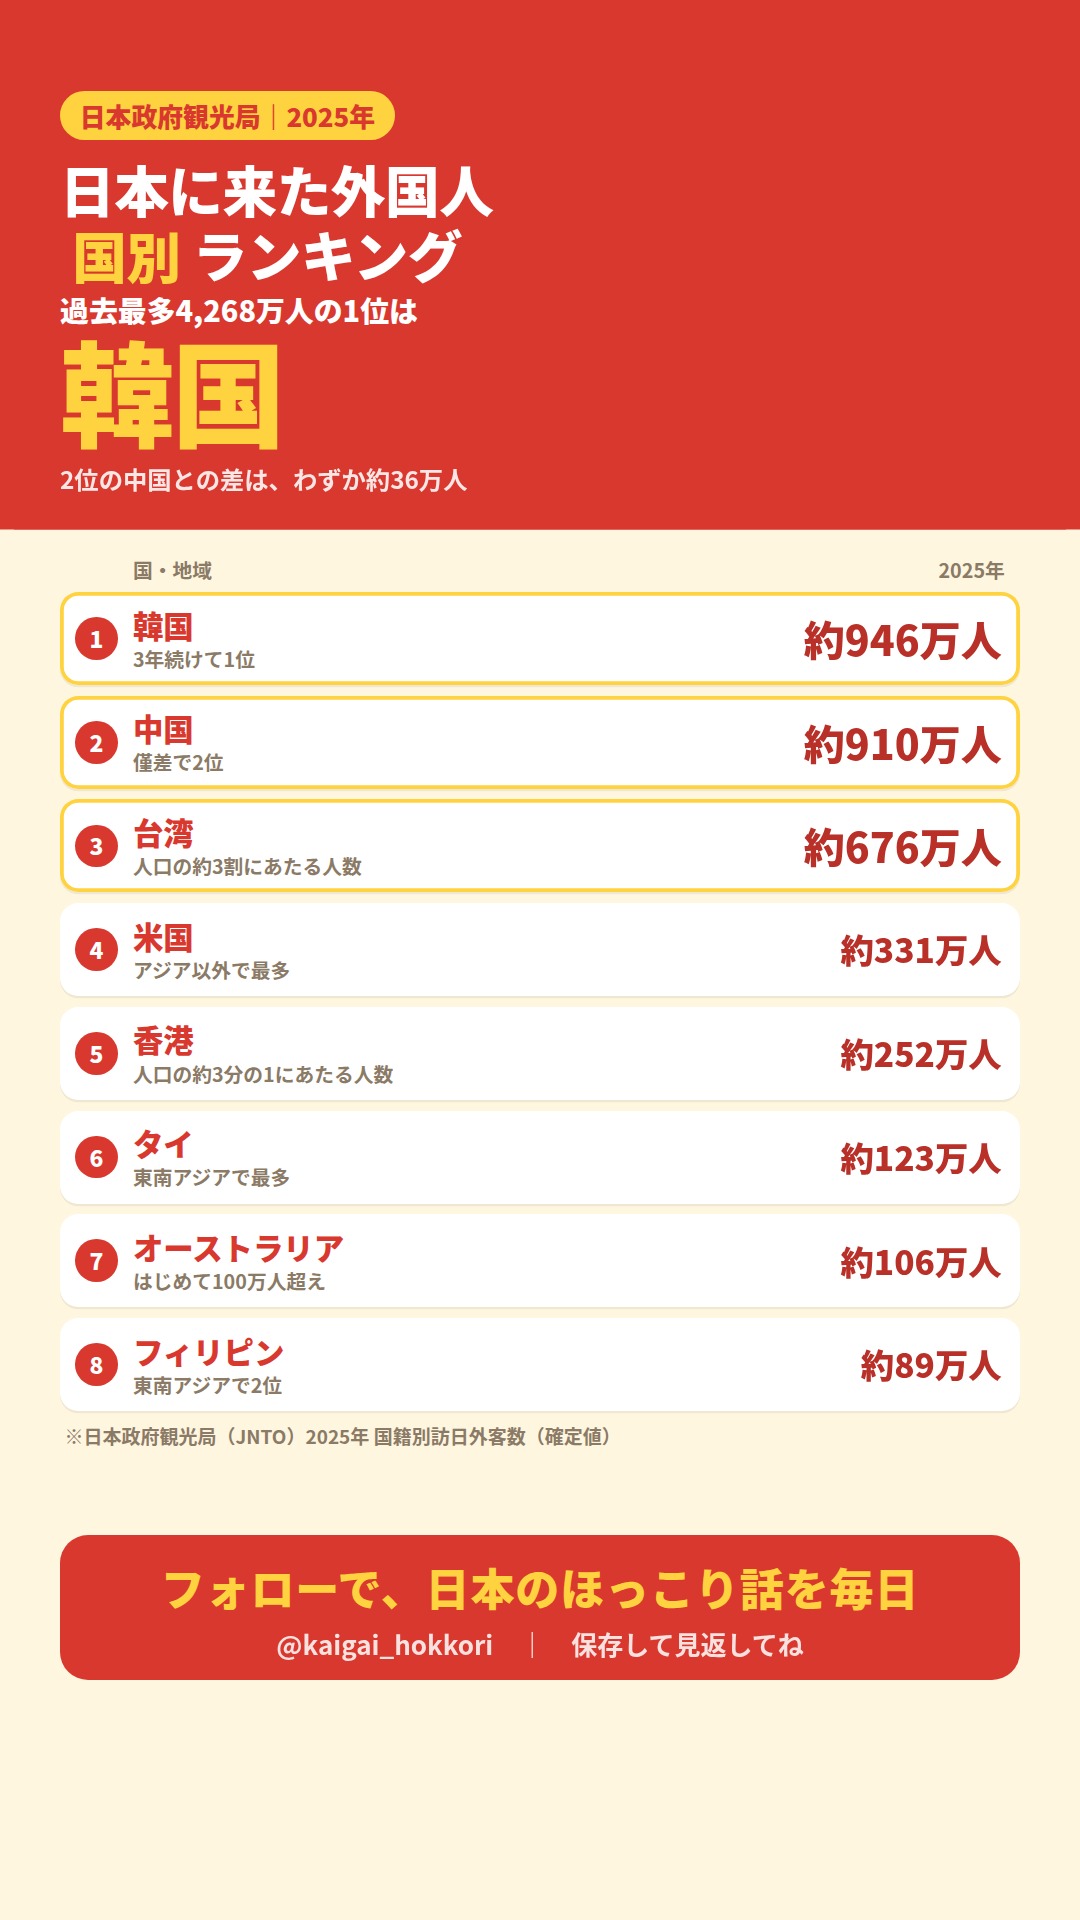 日本政府観光局｜2025年
日本に来た外国人
国別 ランキング
過去最多4,268万人の1位は
韓国
2位の中国との差は、わずか約36万人
国・地域 2025年
1 韓国 約946万人
3年続けて1位
2 中国 約910万人
僅差で2位
3 台湾 約676万人
人口の約3割にあたる人数
4 米国 約331万人
アジア以外で最多
5 香港 約252万人
人口の約3分の1にあたる人数
6 タイ 約123万人
東南アジアで最多
7 オーストラリア 約106万人
はじめて100万人超え
8 フィリピン 約89万人
東南アジアで2位
※日本政府観光局（JNTO）2025年 国籍別訪日外客数（確定値）
フォローで、日本のほっこり話を毎日
@kaigai_hokkori ｜ 保存して見返してね